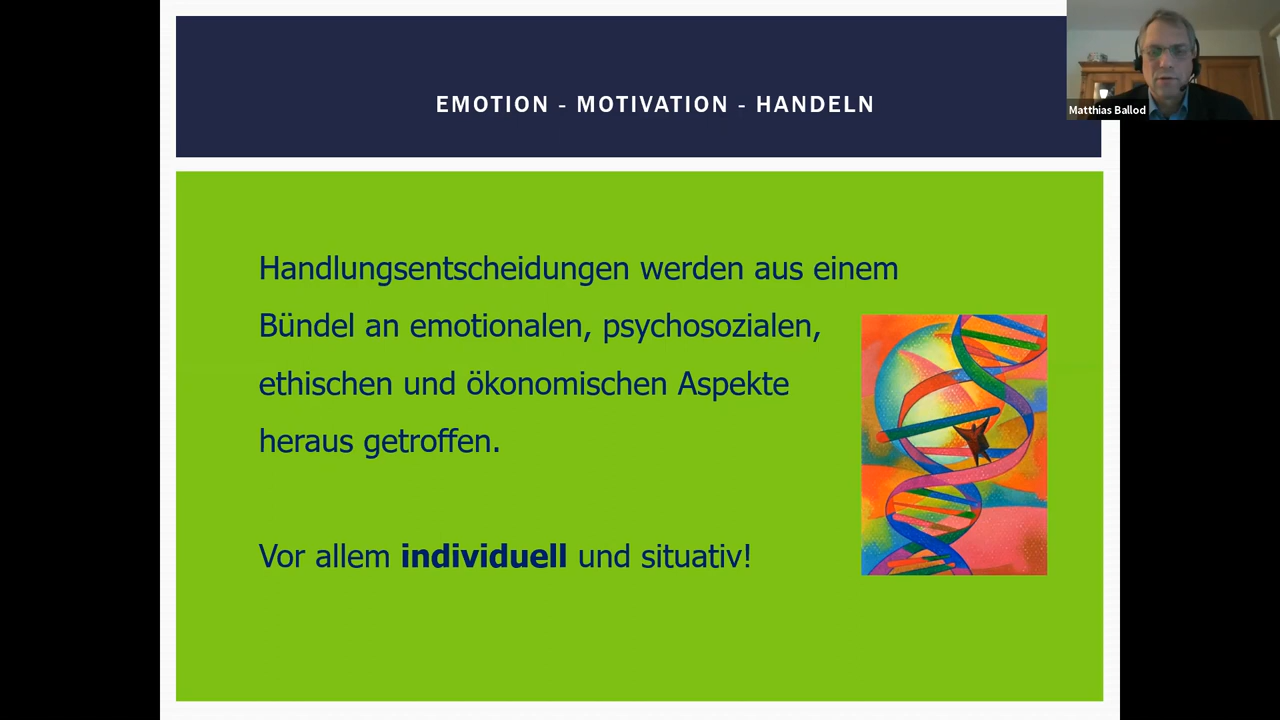 EMOTION - MOTIVATION - HANDELN
Matthias Ballod
Handlungsentscheidungen werden aus einem
Bündel an emotionalen, psychosozialen,
ethischen und ökonomischen Aspekte
heraus getroffen.
Vor allem individuell und situativ!